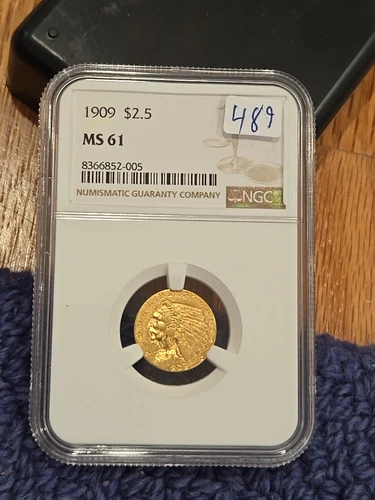 1909 $2.5
489
MS 61
8366852-005
NUMISMATIC GUARANTY COMPANY
NGC